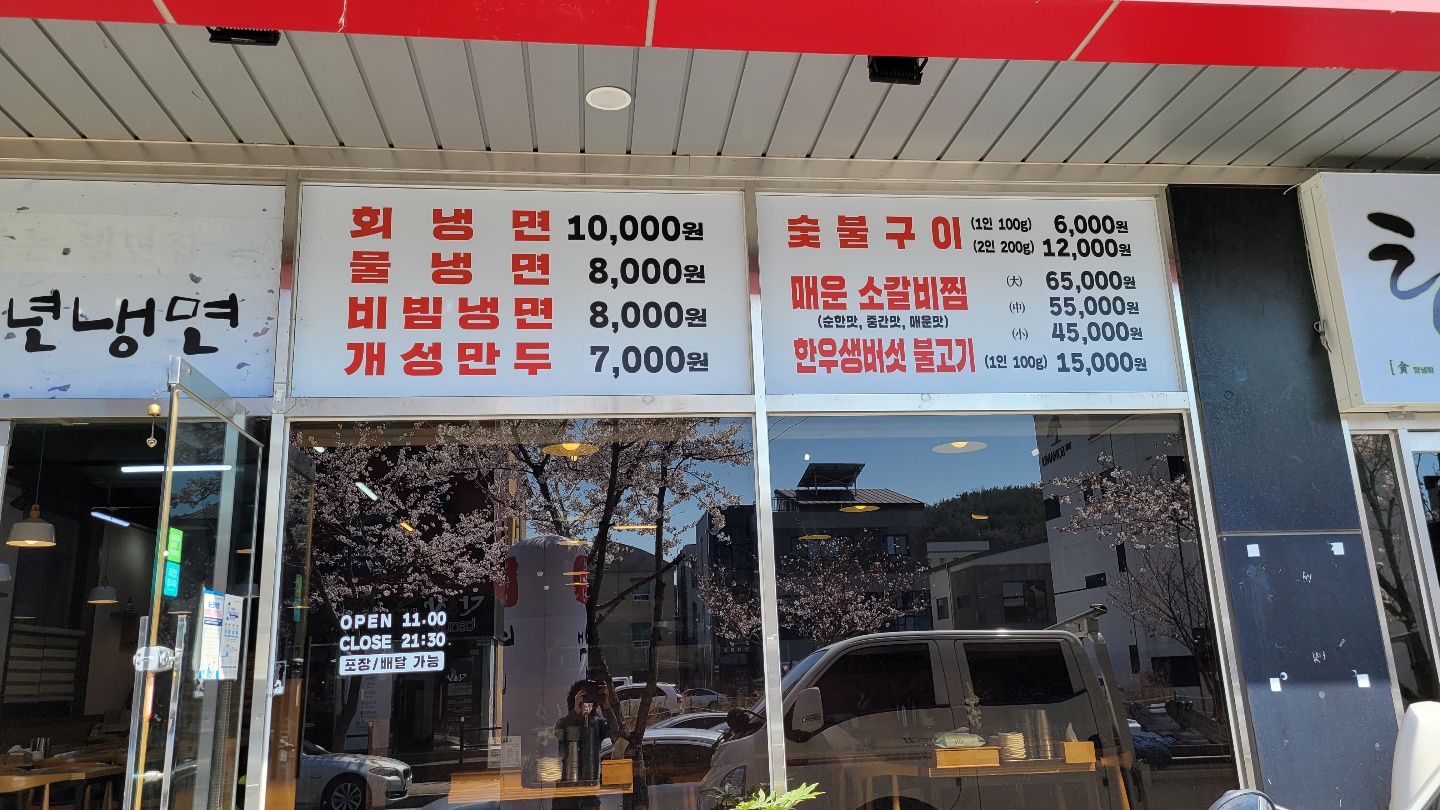 년냉면
회 냉 면 10,000원
물 냉 면 8,000원
비빔냉면 8,000원
개성만두 7,000원
숯불구이 (1인 100g) 6,000원
(2인 200g) 12,000원
매운 소갈비찜 (大) 65,000원
(순한맛, 중간맛, 매운맛) (中) 55,000원
(小) 45,000원
한우생버섯 불고기 (1인 100g) 15,000원
OPEN 11.00
CLOSE 21:30
포장/배달 가능